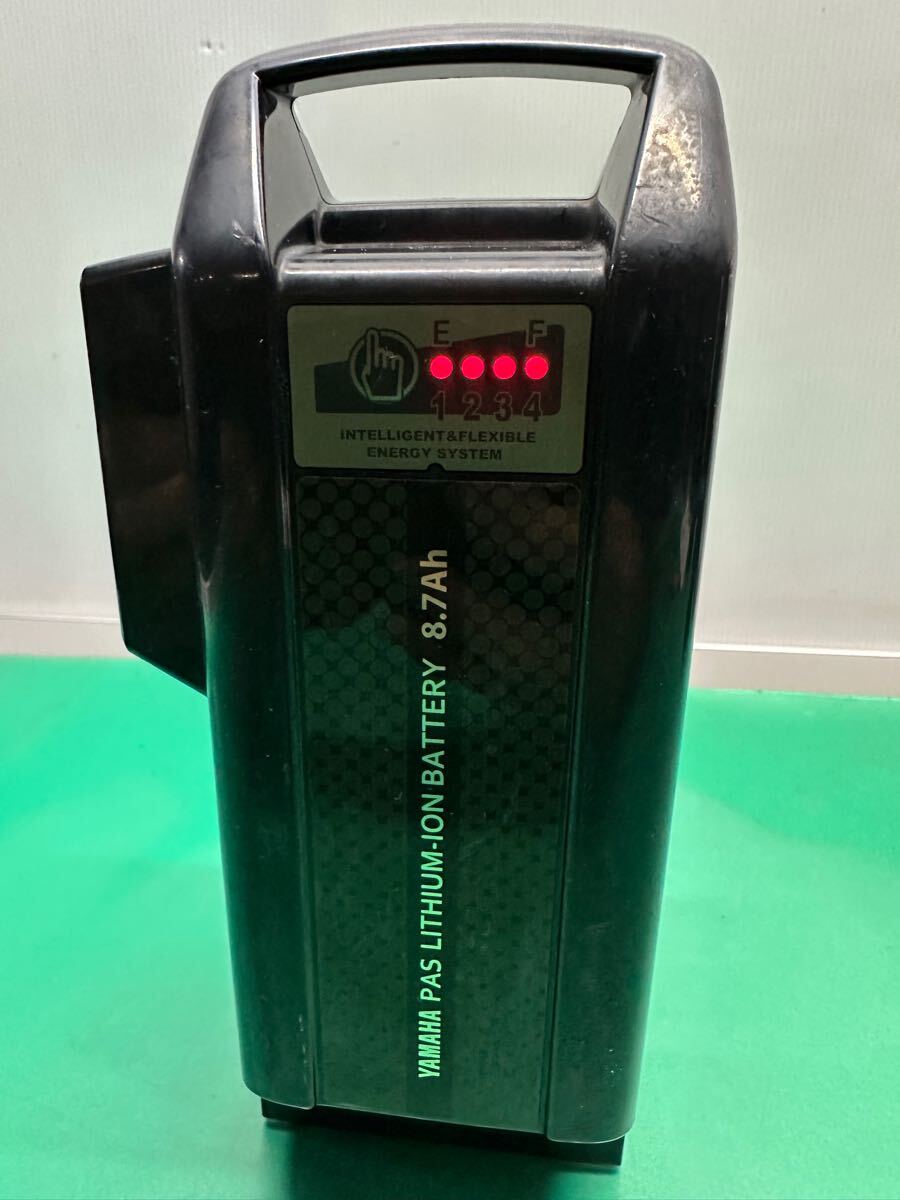 E F
1 2 3 4
INTELLIGENT&FLEXIBLE
ENERGY SYSTEM
YAMAHA PAS LITHIUM-ION BATTERY 8.7Ah